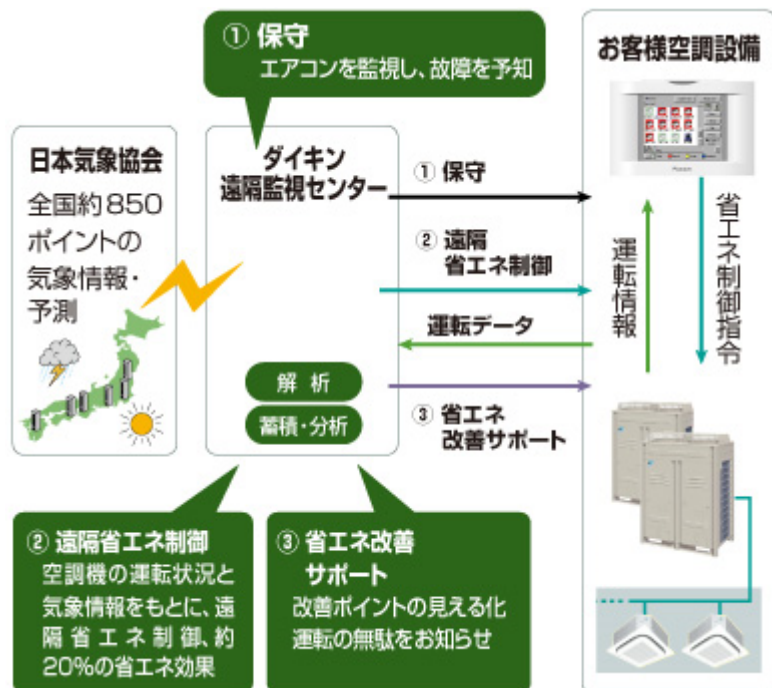 ① 保守
エアコンを監視し、故障を予知
日本気象協会
全国約850
ポイントの
気象情報・
予測
ダイキン
遠隔監視センター
解 析
蓄積・分析
① 保守
② 遠隔
省エネ制御
運転データ
③ 省エネ
改善サポート
お客様空調設備
運転情報
省エネ制御指令
② 遠隔省エネ制御
空調機の運転状況と
気象情報をもとに、遠
隔省エネ制御、約
20%の省エネ効果
③ 省エネ改善
サポート
改善ポイントの見える化
運転の無駄をお知らせ